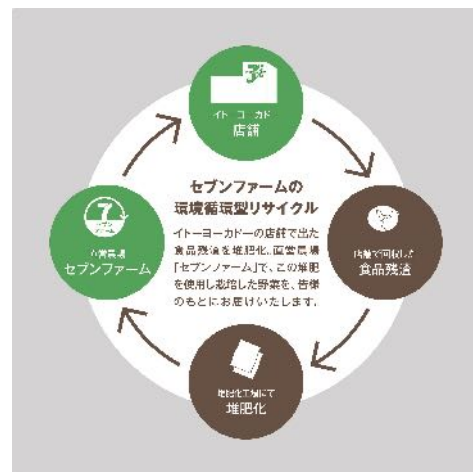 イトーヨーカドー
店舗
セブンファームの
環境循環型リサイクル
イトーヨーカドーの店舗で出た
食品残渣を堆肥化。直営農場
「セブンファーム」で、この堆肥
を使用し栽培した野菜を、皆様
のもとにお届けいたします。
店舗で回収した
食品残渣
堆肥化工場にて
堆肥化
7
直営農場
セブンファーム